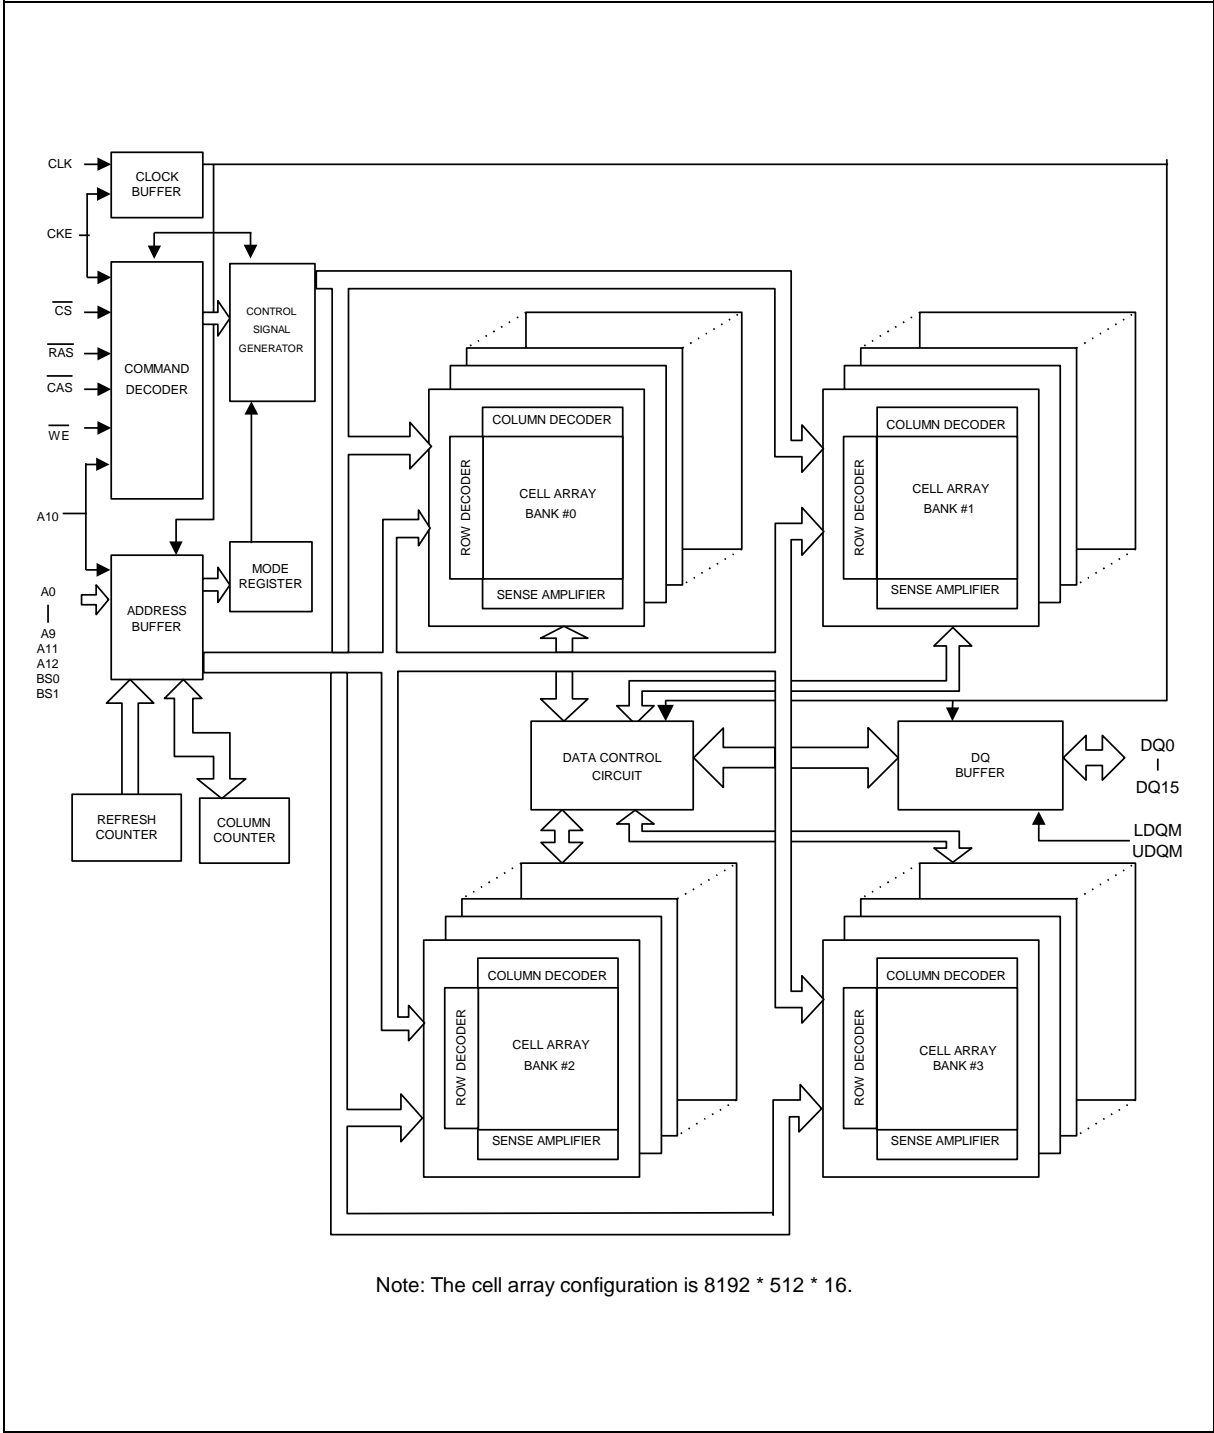 CLK
CLOCK
BUFFER
CKE
CS
RAS
CAS
WE
COMMAND
DECODER
CONTROL
SIGNAL
GENERATOR
A10
A0
A9
A11
A12
BS0
BS1
ADDRESS
BUFFER
MODE
REGISTER
REFRESH
COUNTER
COLUMN
COUNTER
COLUMN DECODER
ROW DECODER
CELL ARRAY
BANK #0
SENSE AMPLIFIER
COLUMN DECODER
ROW DECODER
CELL ARRAY
BANK #1
SENSE AMPLIFIER
DATA CONTROL
CIRCUIT
DQ
BUFFER
DQ0
DQ15
LDQM
UDQM
COLUMN DECODER
ROW DECODER
CELL ARRAY
BANK #2
SENSE AMPLIFIER
COLUMN DECODER
ROW DECODER
CELL ARRAY
BANK #3
SENSE AMPLIFIER
Note: The cell array configuration is 8192 * 512 * 16.